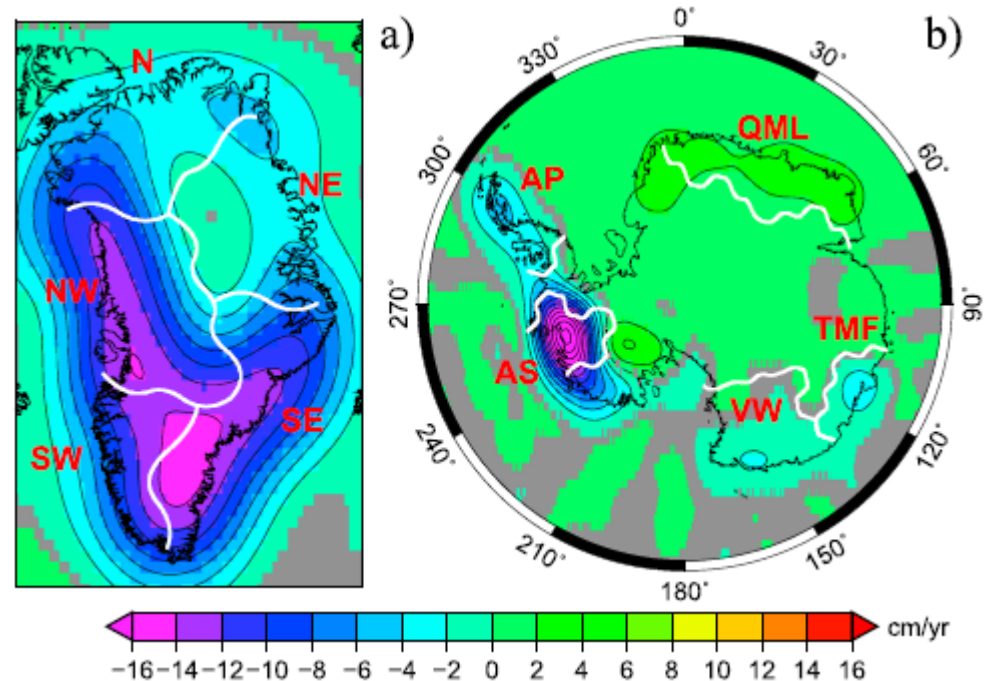 a)
b)
N
NE
NW
SW
SE
0°
30°
60°
90°
120°
150°
180°
210°
240°
270°
300°
330°
QML
AP
TMF
AS
VW
−16 −14 −12 −10 −8 −6 −4 −2 0 2 4 6 8 10 12 14 16
cm/yr